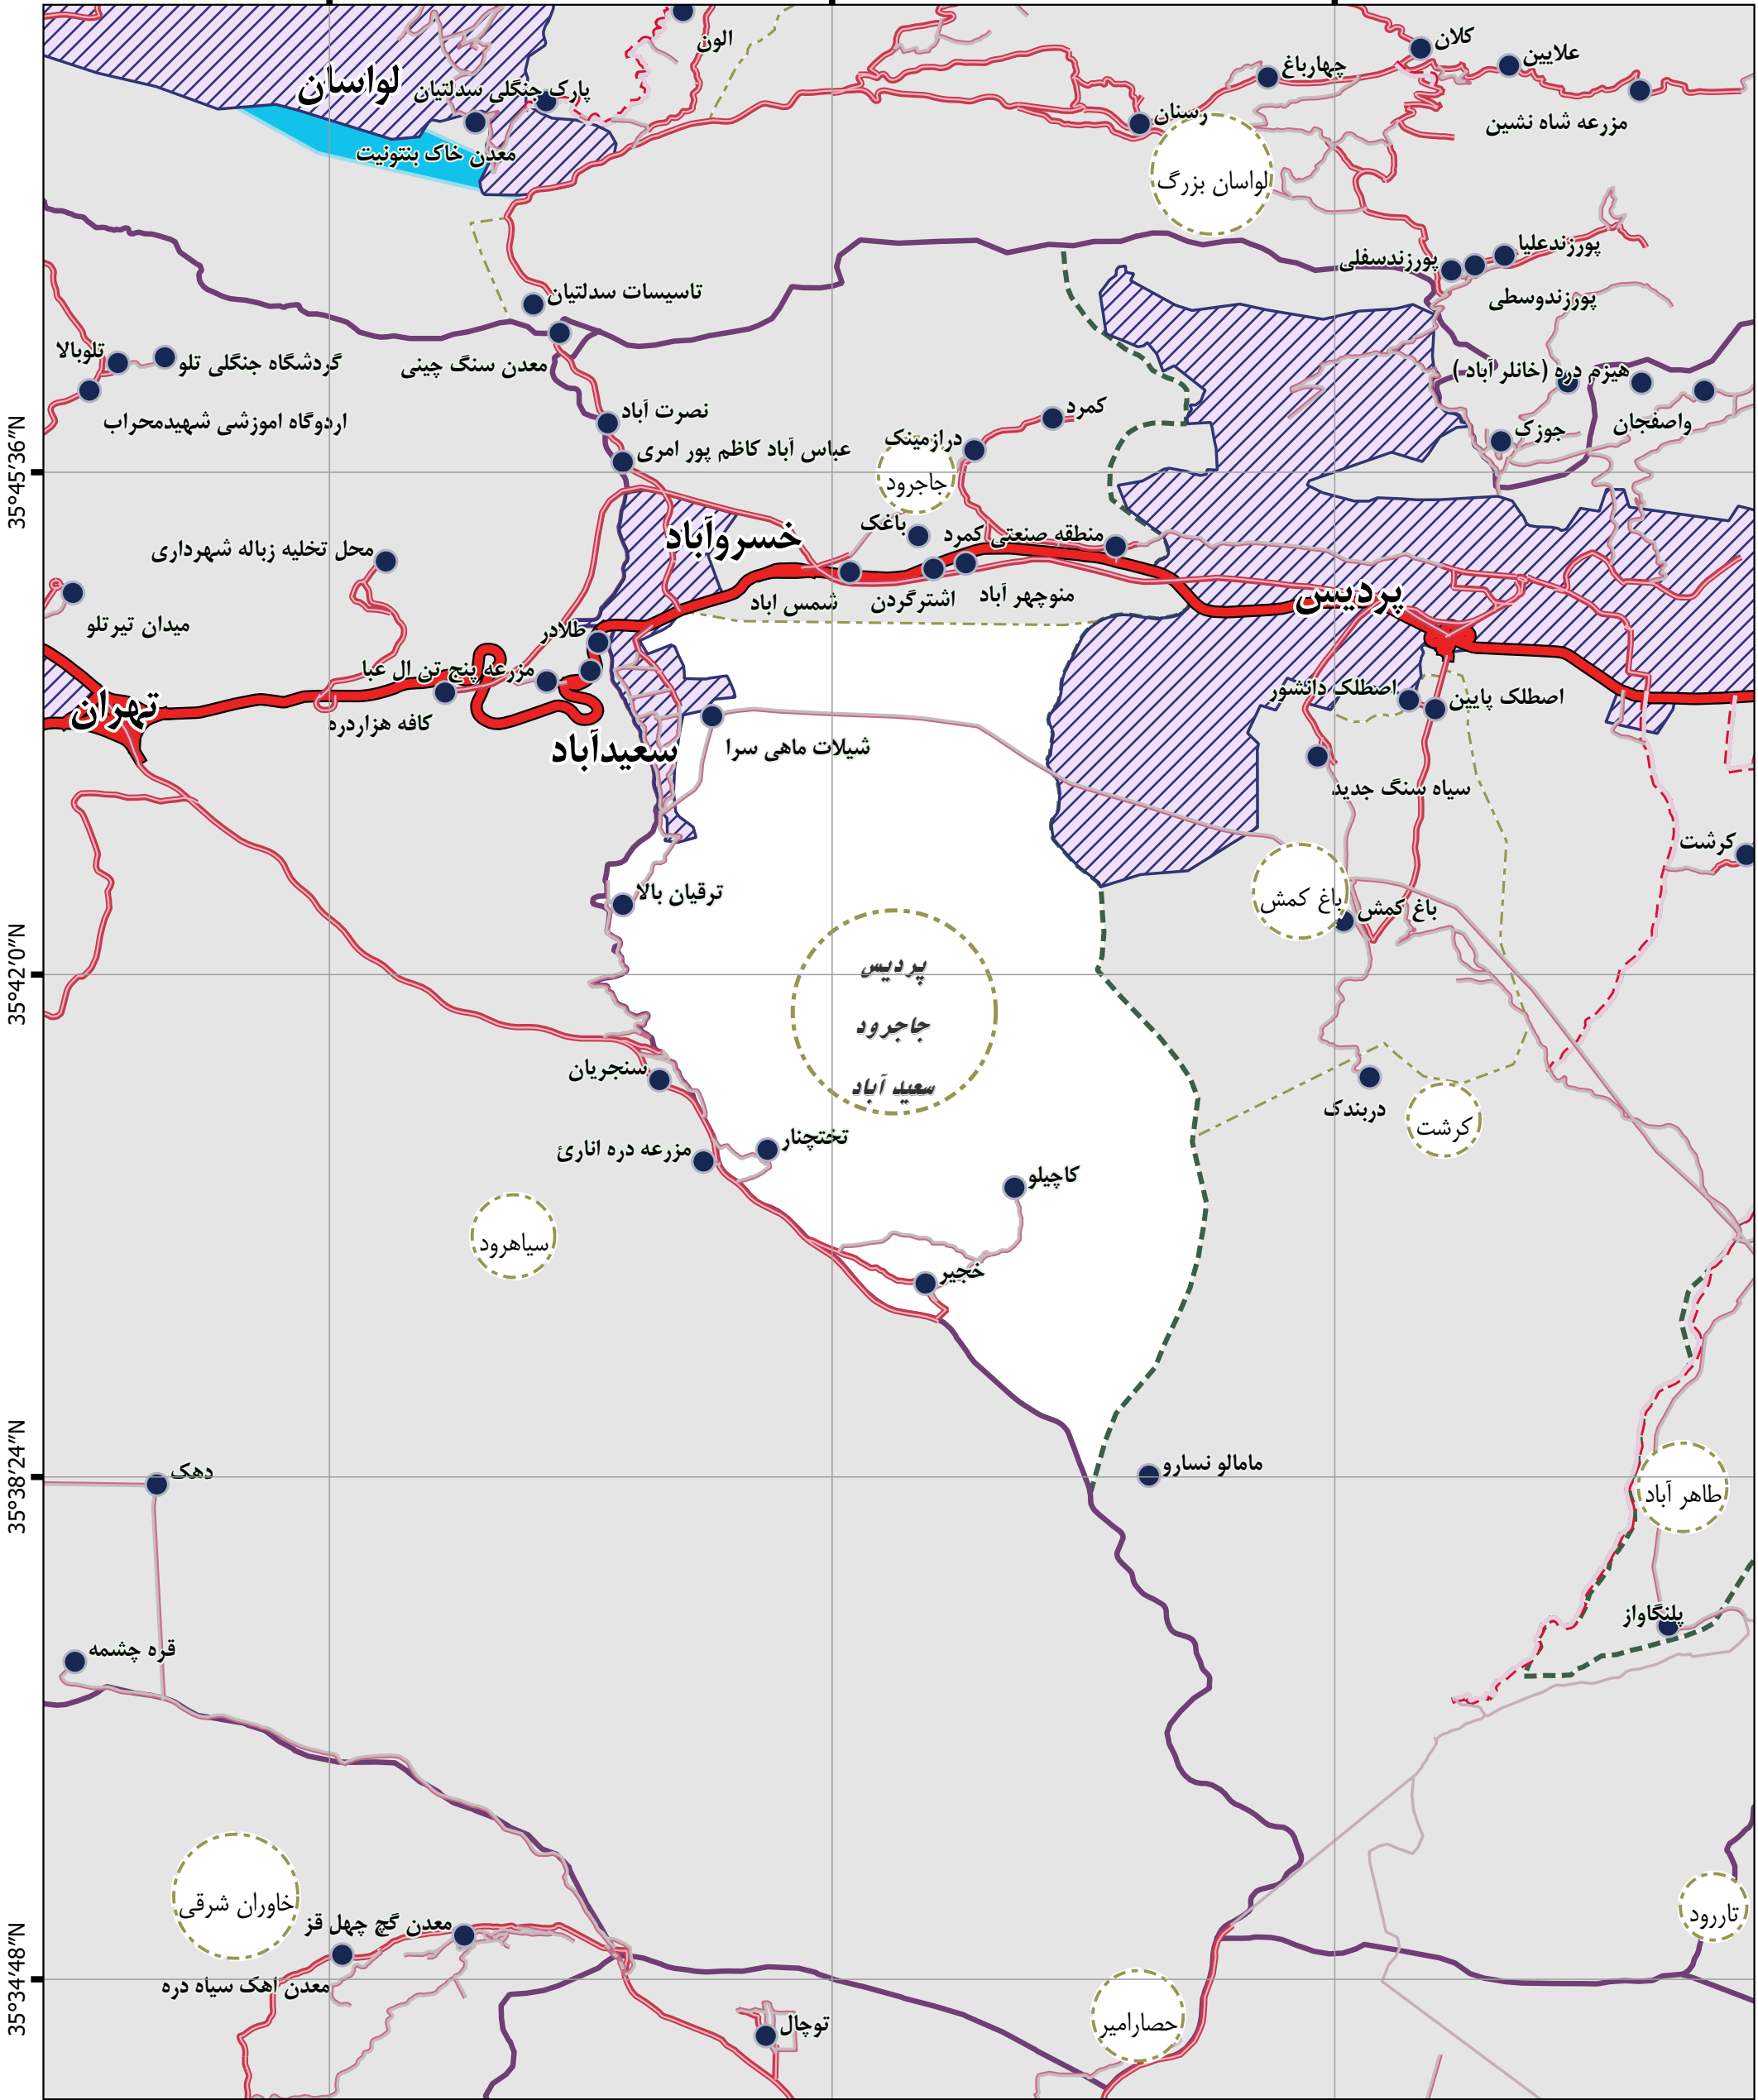 الون
کلان
علایین
چهارباغ
لواسان
پارک جنگلی سدلتیان
رسنان
مزرعه شاه نشین
معدن خاک بنتونیت
لواسان بزرگ
پورزندعلیا
پورزندسفلی
پورزندوسطی
تاسیسات سدلتیان
تلوبالا
گردشگاه جنگلی تلو
معدن سنگ چینی
هیزم دره (خانلر آباد )
اردوگاه اموزشی شهیدمحراب
نصرت آباد
کمرد
واصفجان
جوزک
درازمینک
عباس آباد کاظم پور امری
جاجرود
35°45'36"N
باغک
خسروآباد
منطقه صنعتی کمرد
محل تخلیه زباله شهرداری
پردیس
شمس اباد
اشترگردن
منوچهر آباد
میدان تیرتلو
طلادر
مزرعه پنج تن ال عبا
اصطلک دانشور
اصطلک پایین
تهران
کافه هزاردره
سعیدآباد
شیلات ماهی سرا
سیاه سنگ جدید
کرشت
ترقیان بالا
باغ کمش
باغ کمش
پردیس
جاجرود
سعید آباد
35°42'0"N
سنجریان
دربندک
کرشت
تختچنار
مزرعه دره انارئ
کاچیلو
سیاهرود
خجیر
مامالو نسارو
دهک
35°38'24"N
طاهر آباد
پلنگاواز
قره چشمه
خاوران شرقی
تاررود
معدن گچ چهل قز
معدن اهک سیاه دره
35°34'48"N
حصارامیر
توچال